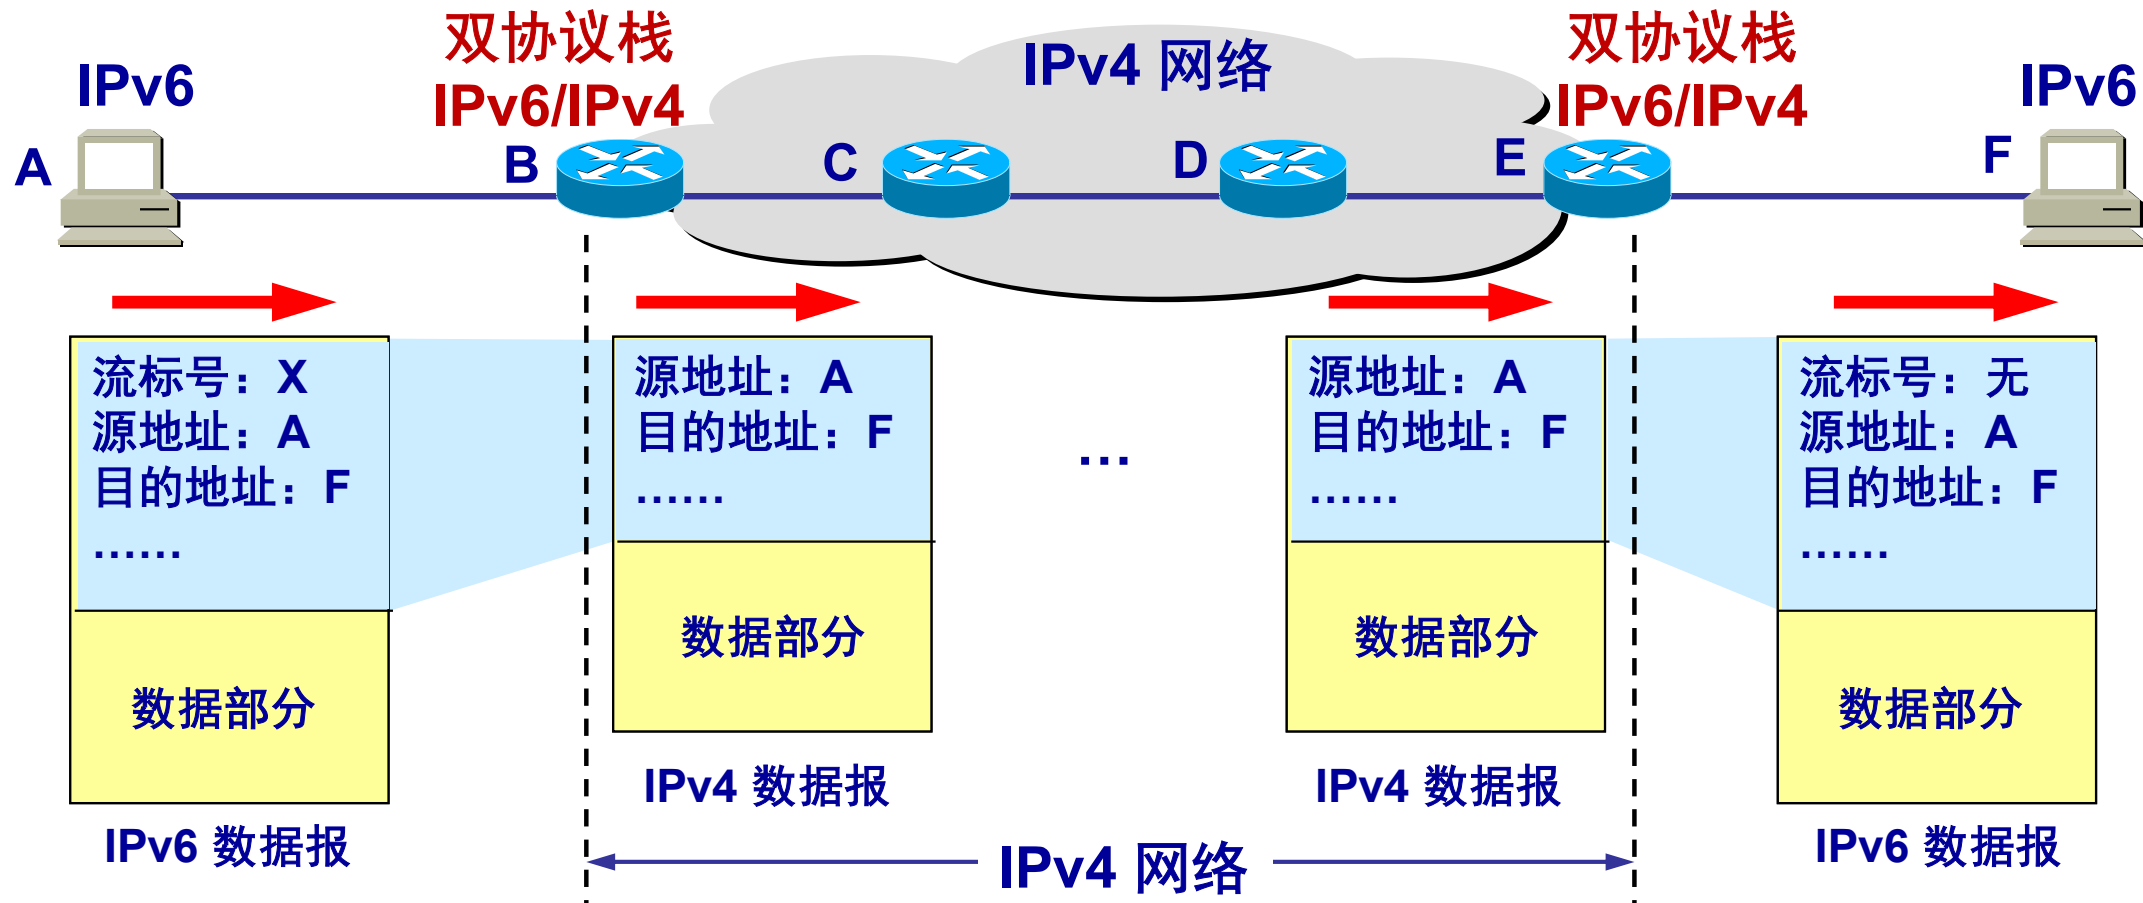 双协议栈
IPv6/IPv4
IPv4 网络
双协议栈
IPv6/IPv4
IPv6
IPv6
A
B
C
D
E
F
流标号：X
源地址：A
目的地址：F
……
数据部分
IPv6 数据报
源地址：A
目的地址：F
……
数据部分
IPv4 数据报
…
源地址：A
目的地址：F
……
数据部分
IPv4 数据报
流标号：无
源地址：A
目的地址：F
……
数据部分
IPv6 数据报
IPv4 网络